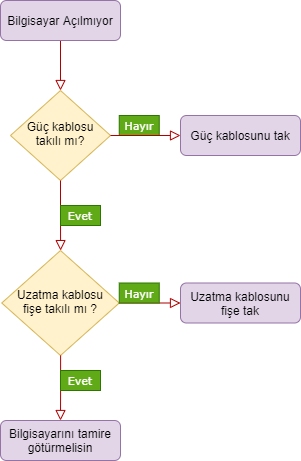 Bilgisayar Açılmıyor
Güç kablosu
takılı mı?
Hayır
Güç kablosunu tak
Evet
Uzatma kablosu
fişe takılı mı ?
Hayır
Uzatma kablosunu
fişe tak
Evet
Bilgisayarını tamire
götürmelisin